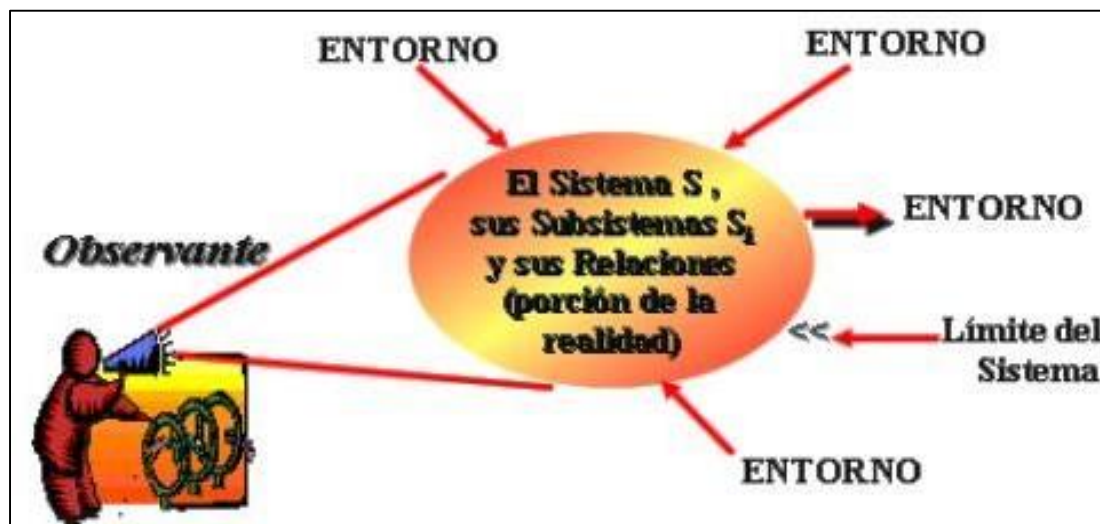 ENTORNO
ENTORNO
El Sistema S ,
sus Subsistemas Si
y sus Relaciones
(porción de la
realidad)
ENTORNO
Observante
<<
Límite del
Sistema
ENTORNO